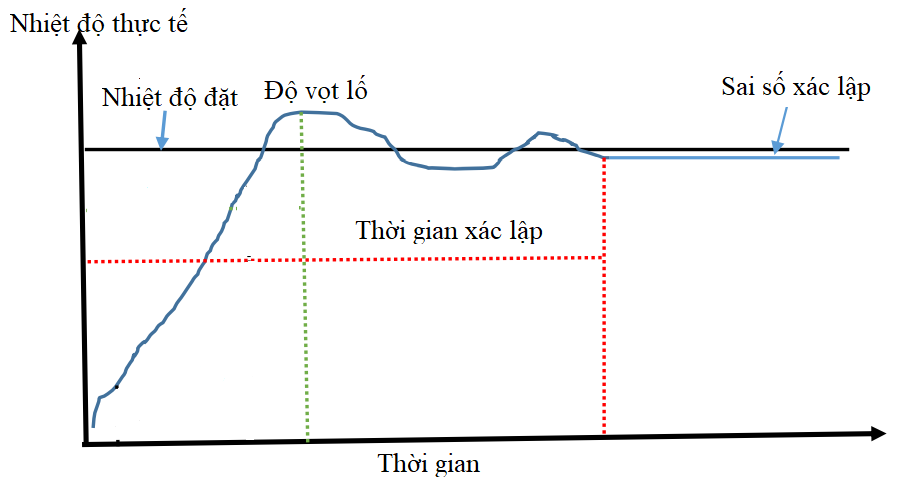 Nhiệt độ thực tế
Nhiệt độ đặt
Độ vọt lố
Sai số xác lập
Thời gian xác lập
Thời gian